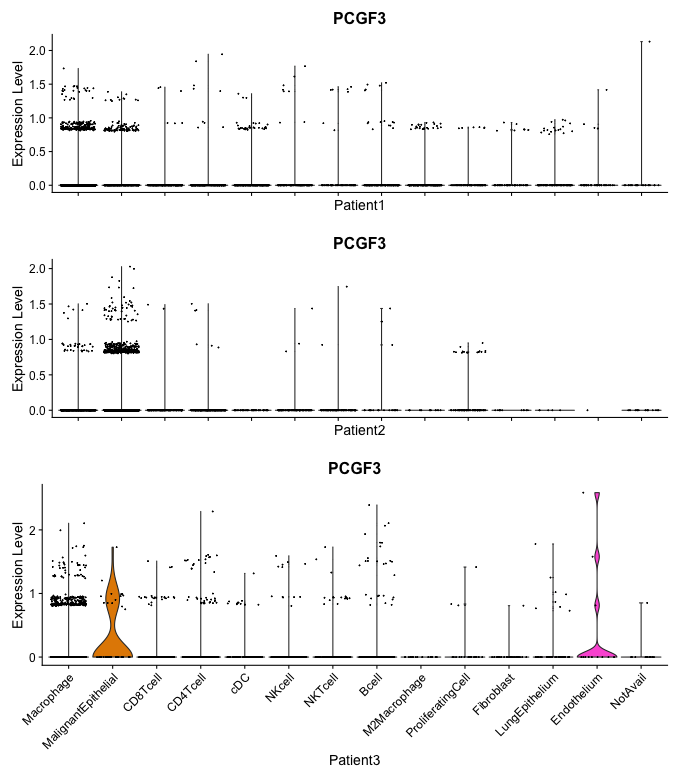 PCGF3
Expression Level
2.0
1.5
1.0
0.5
0.0
Patient1
PCGF3
Expression Level
2.0
1.5
1.0
0.5
0.0
Patient2
PCGF3
Expression Level
2
1
0
Macrophage
MalignantEpithelial
CD8Tcell
CD4Tcell
cDC
NKcell
NKTcell
Bcell
M2Macrophage
ProliferatingCell
Fibroblast
LungEpithelium
Endothelium
NotAvail
Patient3